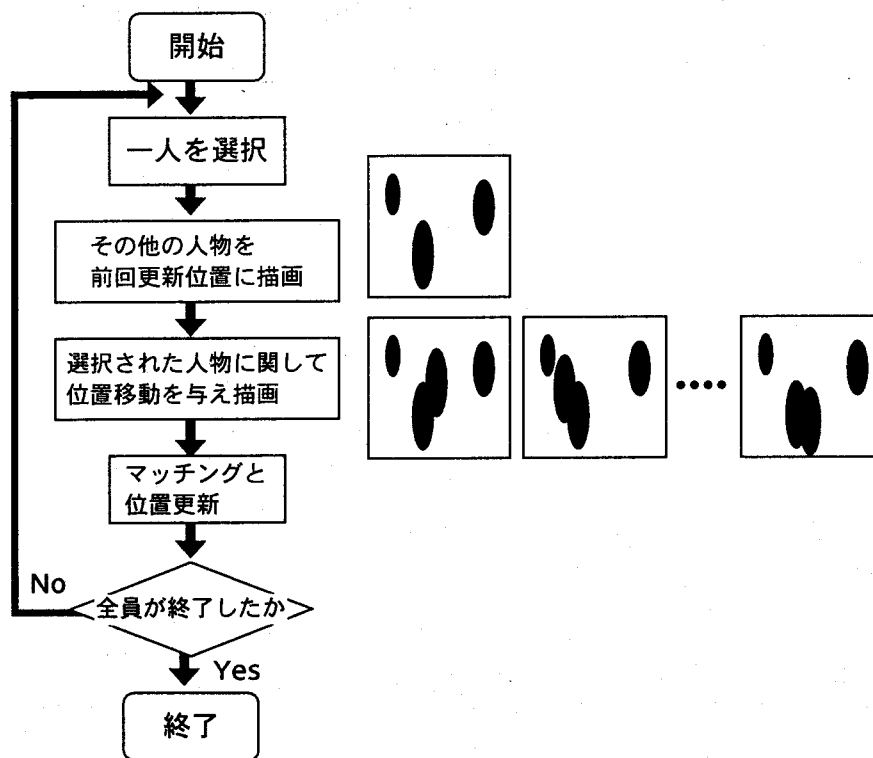 開始
一人を選択
その他の人物を
前回更新位置に描画
選択された人物に関して
位置移動を与え描画
マッチングと
位置更新
No
全員が終了したか
Yes
終了